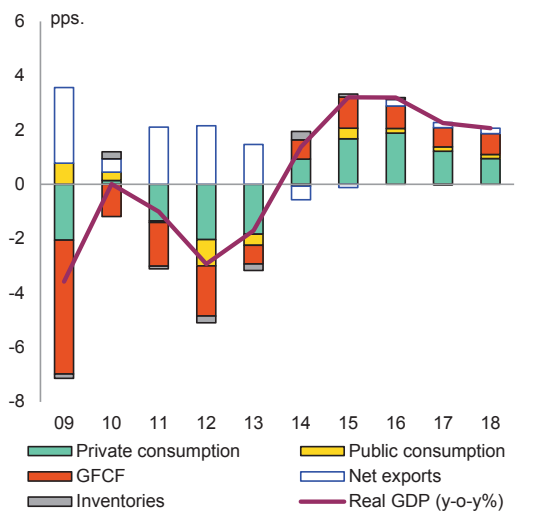 pps.
6
4
2
0
-2
-4
-6
-8
09 10 11 12 13 14 15 16 17 18
Private consumption Public consumption
GFCF Net exports
Inventories Real GDP (y-o-y%)